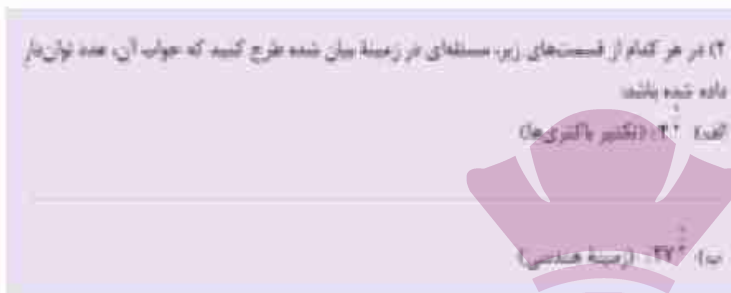 ۲) در هر کدام از قسمت‌های زیر، مسئله‌ای در زمینهٔ بیان شده طرح کنید که جواب آن، عدد توان‌دار
داده شده باشد:
الف) (تکثیر باکتری‌ها)
ب) (زمینهٔ هندسی)